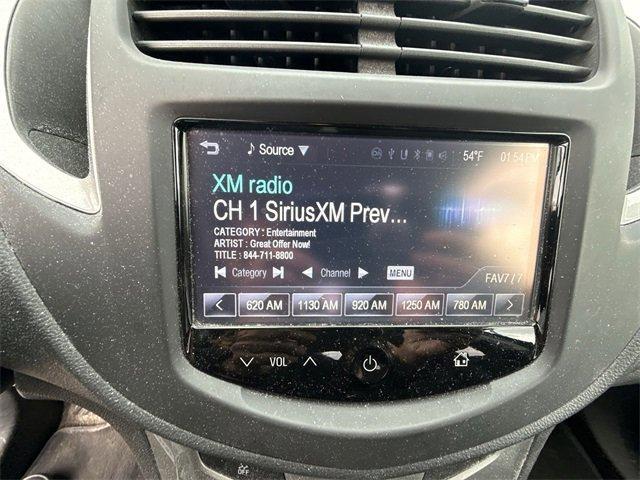 Source
54°F
01:54 PM
XM radio
CH 1 SiriusXM Prev...
CATEGORY : Entertainment
ARTIST : Great Offer Now!
TITLE : 844-711-8800
Category
Channel
MENU
FAV7/7
620 AM
1130 AM
920 AM
1250 AM
780 AM
VOL
OFF